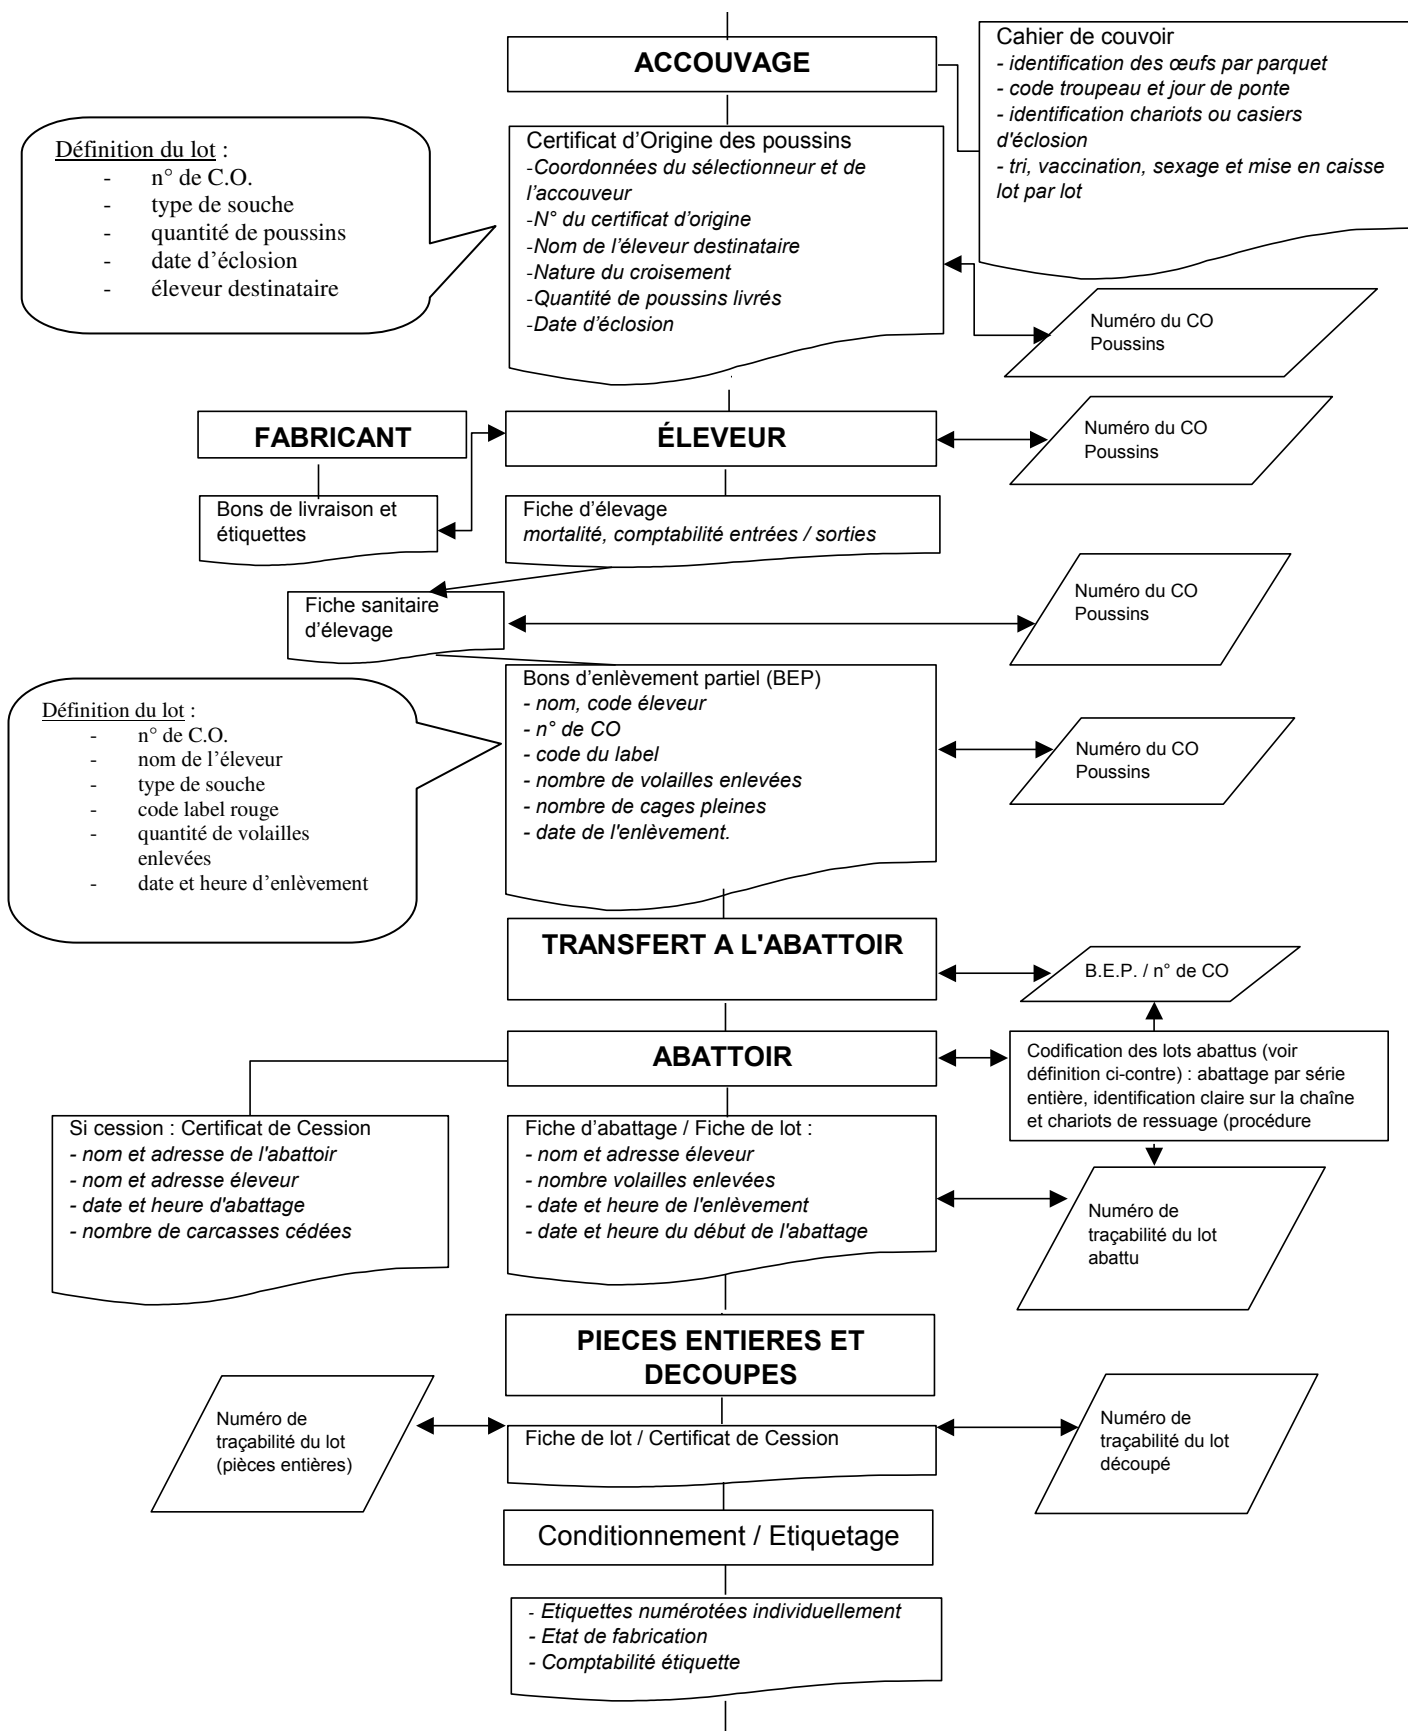 ACCOUVAGE
Cahier de couvoir
- identification des œufs par parquet
- code troupeau et jour de ponte
- identification chariots ou casiers
d'éclosion
- tri, vaccination, sexage et mise en caisse
lot par lot
Définition du lot :
- n° de C.O.
- type de souche
- quantité de poussins
- date d’éclosion
- éleveur destinataire
Certificat d’Origine des poussins
-Coordonnées du sélectionneur et de
l’accouveur
-N° du certificat d’origine
-Nom de l’éleveur destinataire
-Nature du croisement
-Quantité de poussins livrés
-Date d’éclosion
Numéro du CO
Poussins
FABRICANT
ÉLEVEUR
Numéro du CO
Poussins
Bons de livraison et
étiquettes
Fiche d’élevage
mortalité, comptabilité entrées / sorties
Fiche sanitaire
d’élevage
Numéro du CO
Poussins
Définition du lot :
- n° de C.O.
- nom de l’éleveur
- type de souche
- code label rouge
- quantité de volailles
enlevées
- date et heure d’enlèvement
Bons d’enlèvement partiel (BEP)
- nom, code éleveur
- n° de CO
- code du label
- nombre de volailles enlevées
- nombre de cages pleines
- date de l'enlèvement.
Numéro du CO
Poussins
TRANSFERT A L'ABATTOIR
B.E.P. / n° de CO
ABATTOIR
Codification des lots abattus (voir
définition ci-contre) : abattage par série
entière, identification claire sur la chaîne
et chariots de ressuage (procédure
Si cession : Certificat de Cession
- nom et adresse de l'abattoir
- nom et adresse éleveur
- date et heure d'abattage
- nombre de carcasses cédées
Fiche d’abattage / Fiche de lot :
- nom et adresse éleveur
- nombre volailles enlevées
- date et heure de l'enlèvement
- date et heure du début de l'abattage
Numéro de
traçabilité du lot
abattu
PIECES ENTIERES ET
DECOUPES
Numéro de
traçabilité du lot
(pièces entières)
Fiche de lot / Certificat de Cession
Numéro de
traçabilité du lot
découpé
Conditionnement / Etiquetage
- Etiquettes numérotées individuellement
- Etat de fabrication
- Comptabilité étiquette